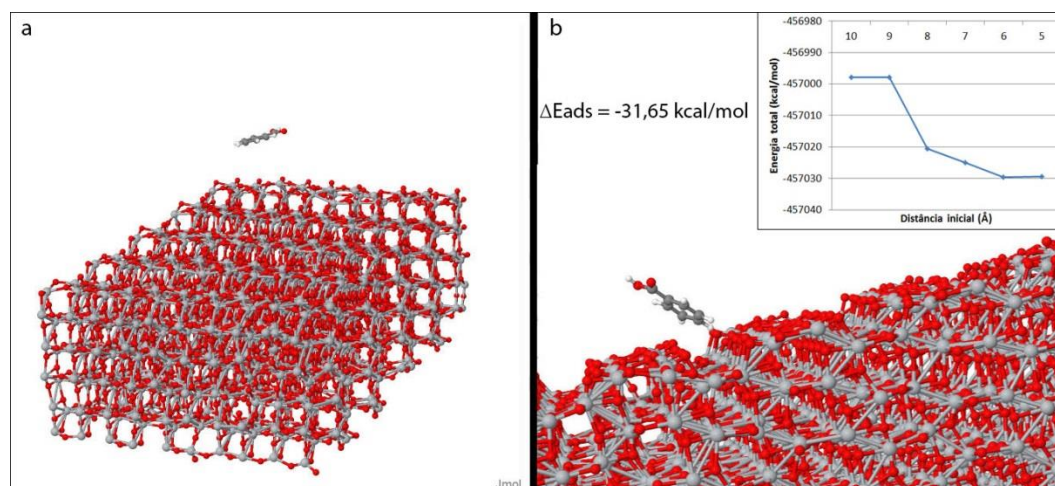 a
Jmol
b
ΔEads = -31,65 kcal/mol
-456980
10 9 8 7 6 5
-456990
-457000
-457010
-457020
-457030
-457040
Energia total (kcal/mol)
Distância inicial (Å)